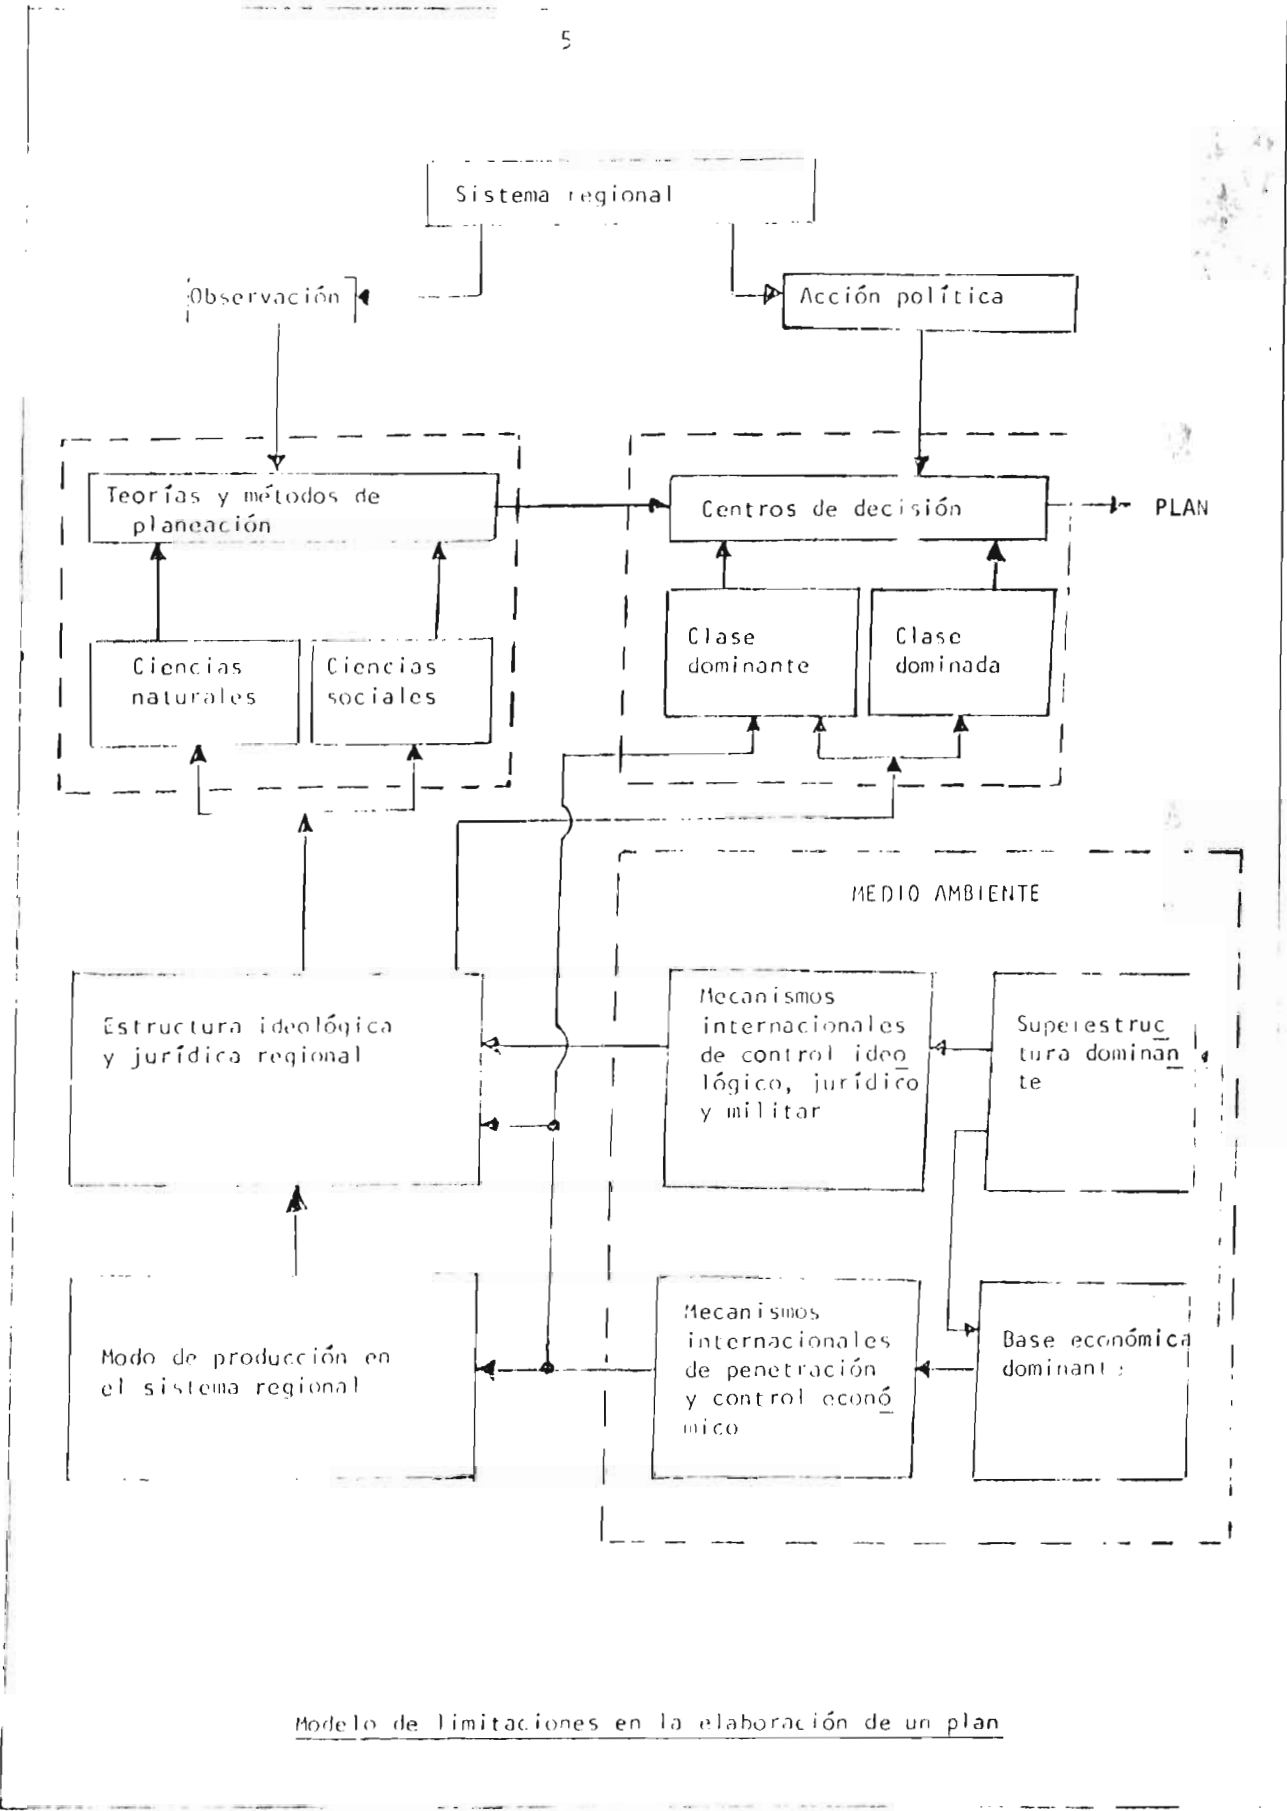 5
Sistema regional
Observación
Acción política
Teorías y métodos de
planeación
Centros de decisión
PLAN
Ciencias
naturales
Ciencias
sociales
Clase
dominante
Clase
dominada
MEDIO AMBIENTE
Estructura ideológica
y jurídica regional
Mecanismos
internacionales
de control ideo
lógico, jurídico
y militar
Superestruc
tura dominan
te
Modo de producción en
el sistema regional
Mecanismos
internacionales
de penetración
y control econó
mico
Base económica
dominante
Modelo de limitaciones en la elaboración de un plan